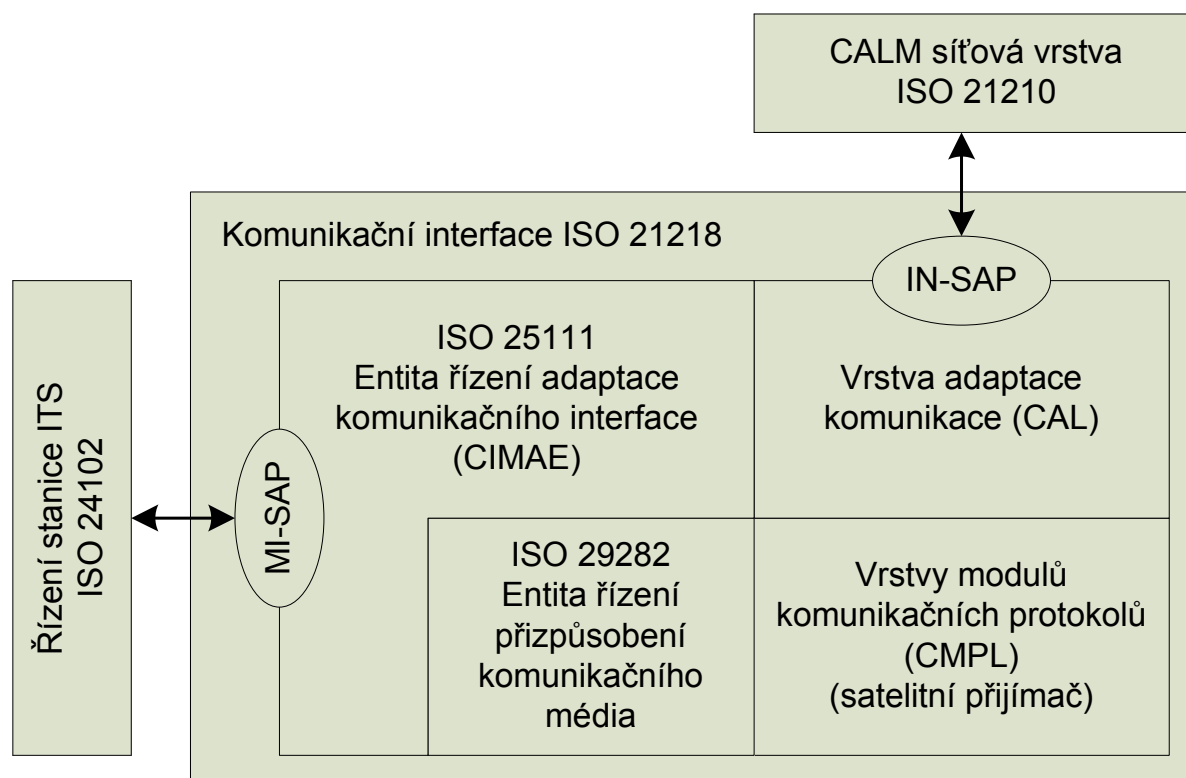 CALM síťová vrstva
ISO 21210
Komunikační interface ISO 21218
IN-SAP
Řízení stanice ITS
ISO 24102
MI-SAP
ISO 25111
Entita řízení adaptace
komunikačního interface
(CIMAE)
Vrstva adaptace
komunikace (CAL)
ISO 29282
Entita řízení
přizpůsobení
komunikačního
média
Vrstvy modulů
komunikačních protokolů
(CMPL)
(satelitní přijímač)